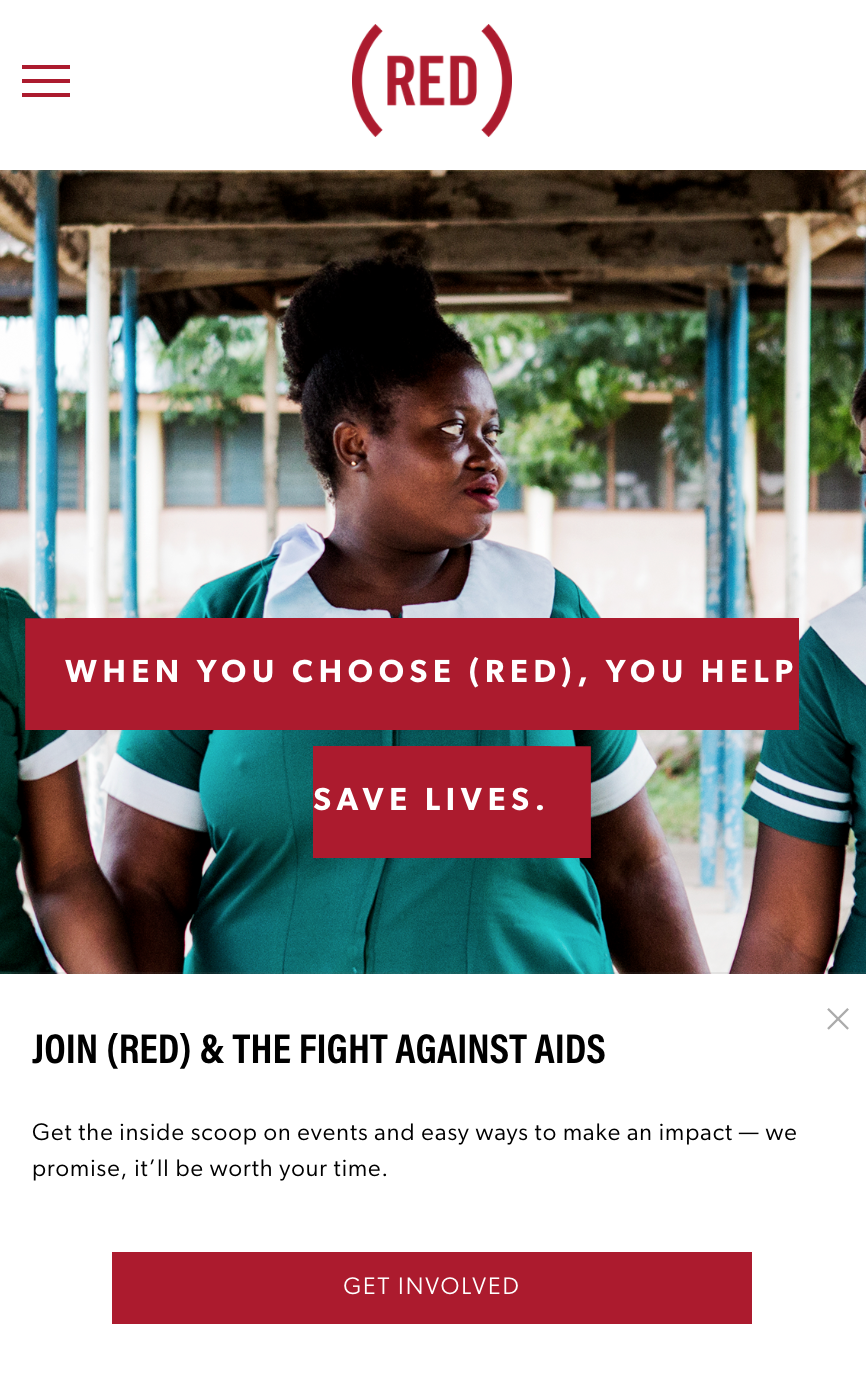 (RED)
WHEN YOU CHOOSE (RED), YOU HELP
SAVE LIVES.
JOIN (RED) & THE FIGHT AGAINST AIDS
Get the inside scoop on events and easy ways to make an impact — we
promise, it’ll be worth your time.
GET INVOLVED